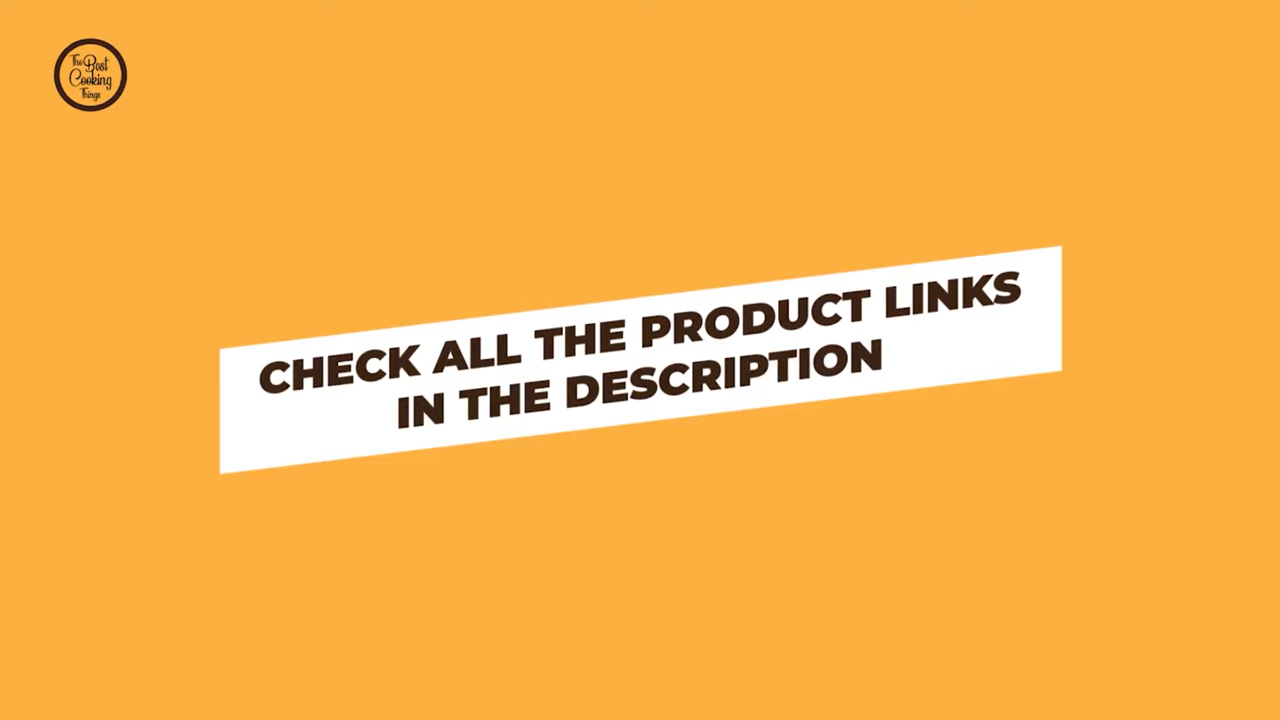 The Best
Cooking
Things
CHECK ALL THE PRODUCT LINKS
IN THE DESCRIPTION